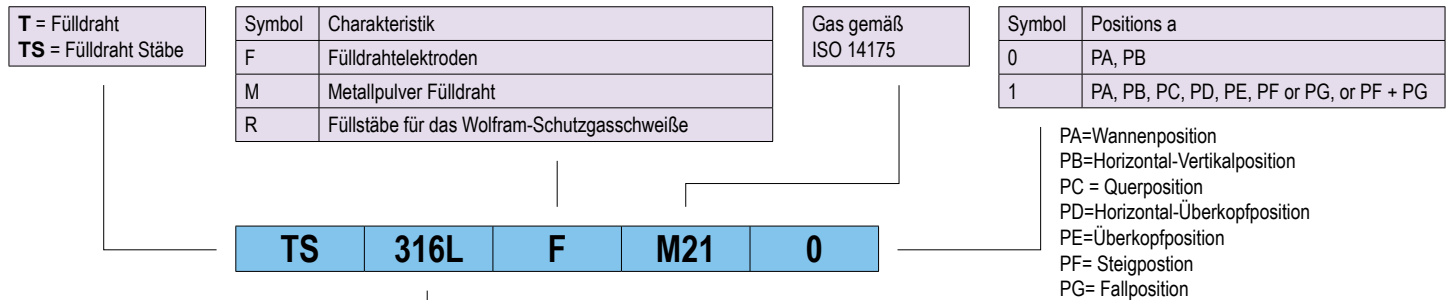 T = Fülldraht
TS = Fülldraht Stäbe
Symbol Charakteristik
F Fülldrahtelektroden
M Metallpulver Fülldraht
R Füllstäbe für das Wolfram-Schutzgasschweiße
Gas gemäß
ISO 14175
Symbol Positions a
0 PA, PB
1 PA, PB, PC, PD, PE, PF or PG, or PF + PG
PA=Wannenposition
PB=Horizontal-Vertikalposition
PC = Querposition
PD=Horizontal-Überkopfposition
PE=Überkopfposition
PF= Steigpostion
PG= Fallposition
TS 316L F M21 0